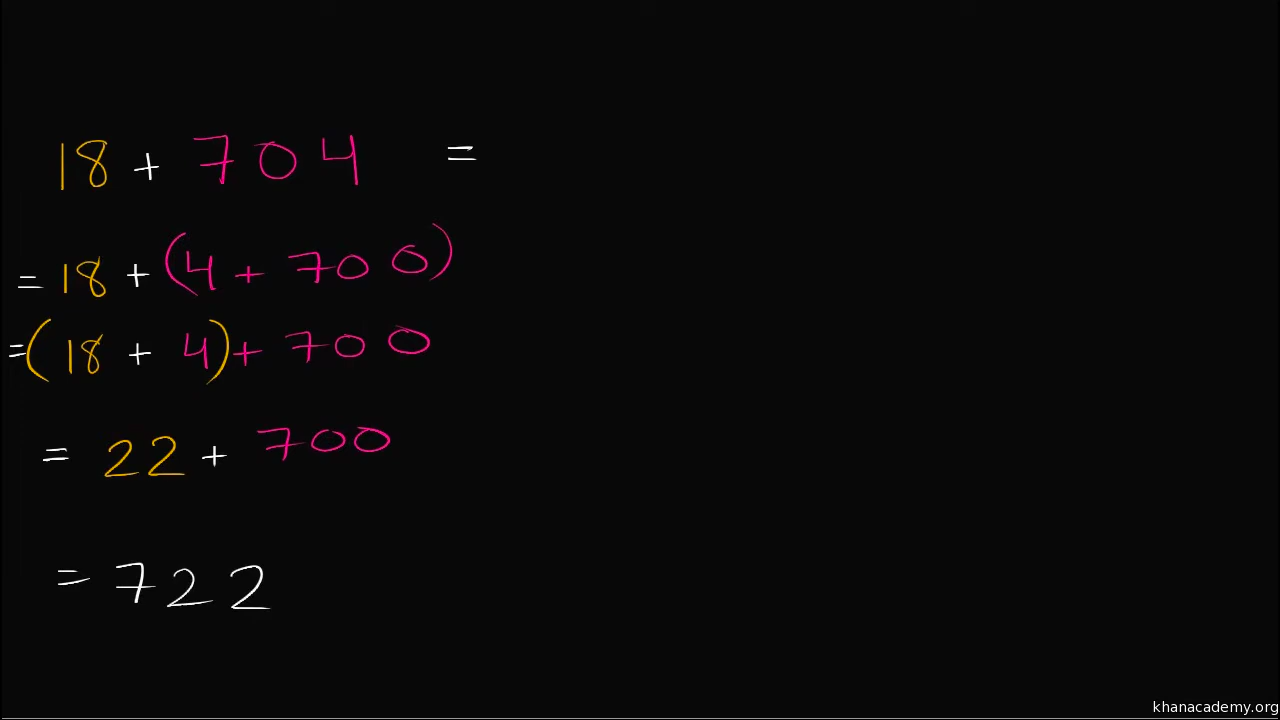 18 + 704 =
= 18 + (4 + 700)
= (18 + 4) + 700
= 22 + 700
= 722
khanacademy.org